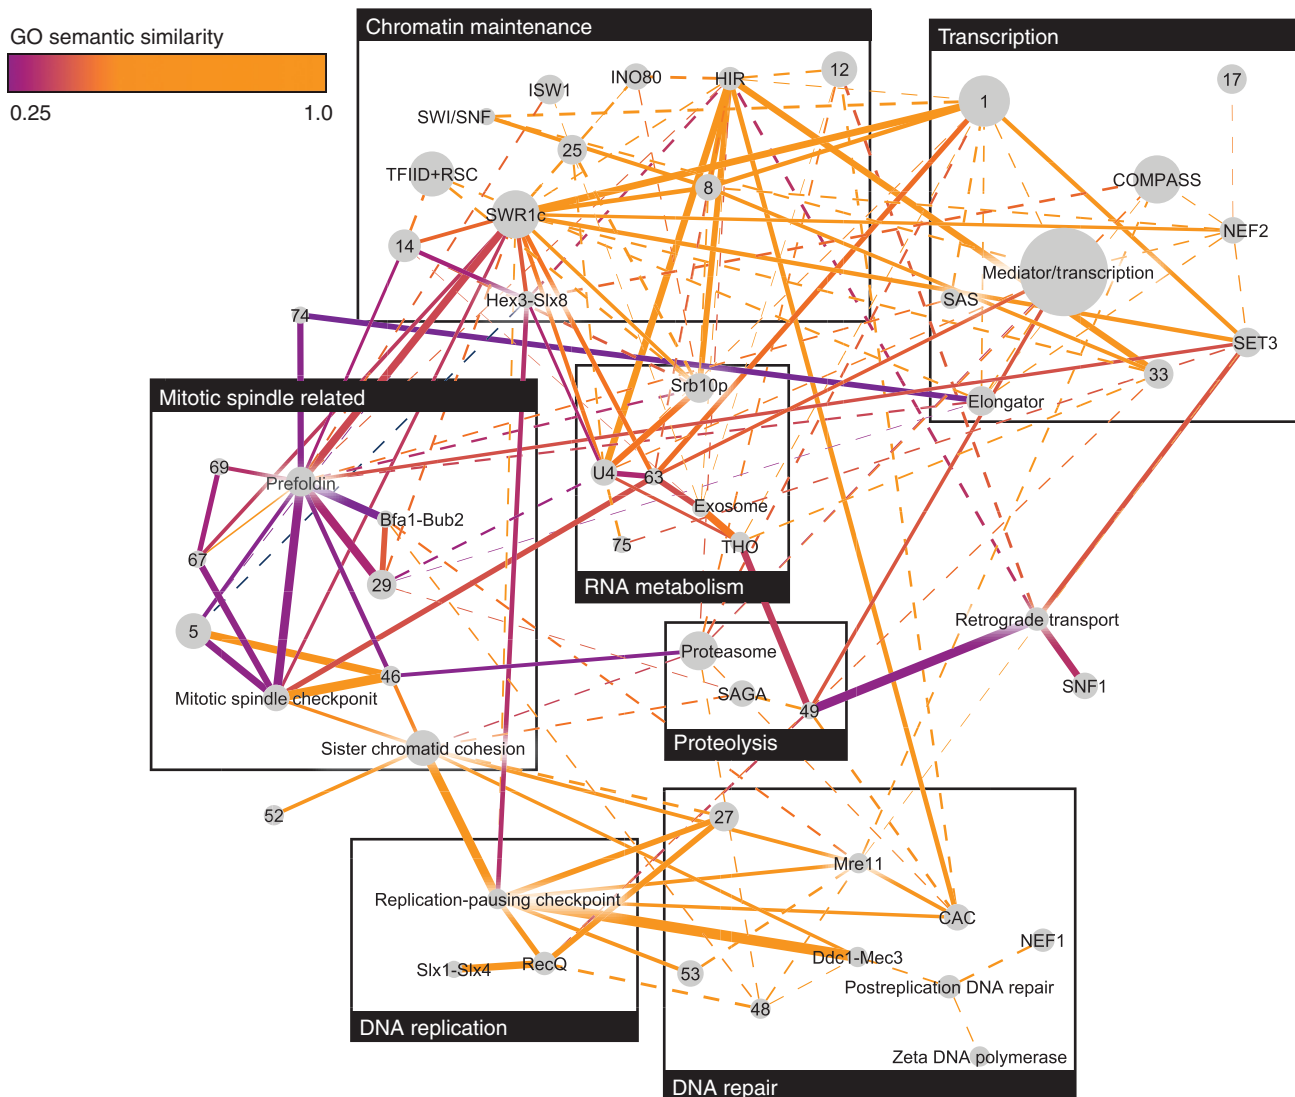 GO semantic similarity
0.25 1.0
Chromatin maintenance
Transcription
INO80
HIR
12
17
ISW1
SWI/SNF
1
25
TFIID+RSC
8
COMPASS
SWR1c
14
NEF2
Mediator/transcription
Hex3-Slx8
SAS
74
SET3
33
Srb10p
Elongator
Mitotic spindle related
69
Prefoldin
U4
63
Exosome
Bfa1-Bub2
75
THO
67
29
RNA metabolism
5
Retrograde transport
Proteasome
46
SNF1
SAGA
Mitotic spindle checkponit
49
Proteolysis
Sister chromatid cohesion
52
27
Mre11
Replication-pausing checkpoint
CAC
NEF1
Ddc1-Mec3
Slx1-Slx4
RecQ
53
Postreplication DNA repair
48
DNA replication
Zeta DNA polymerase
DNA repair